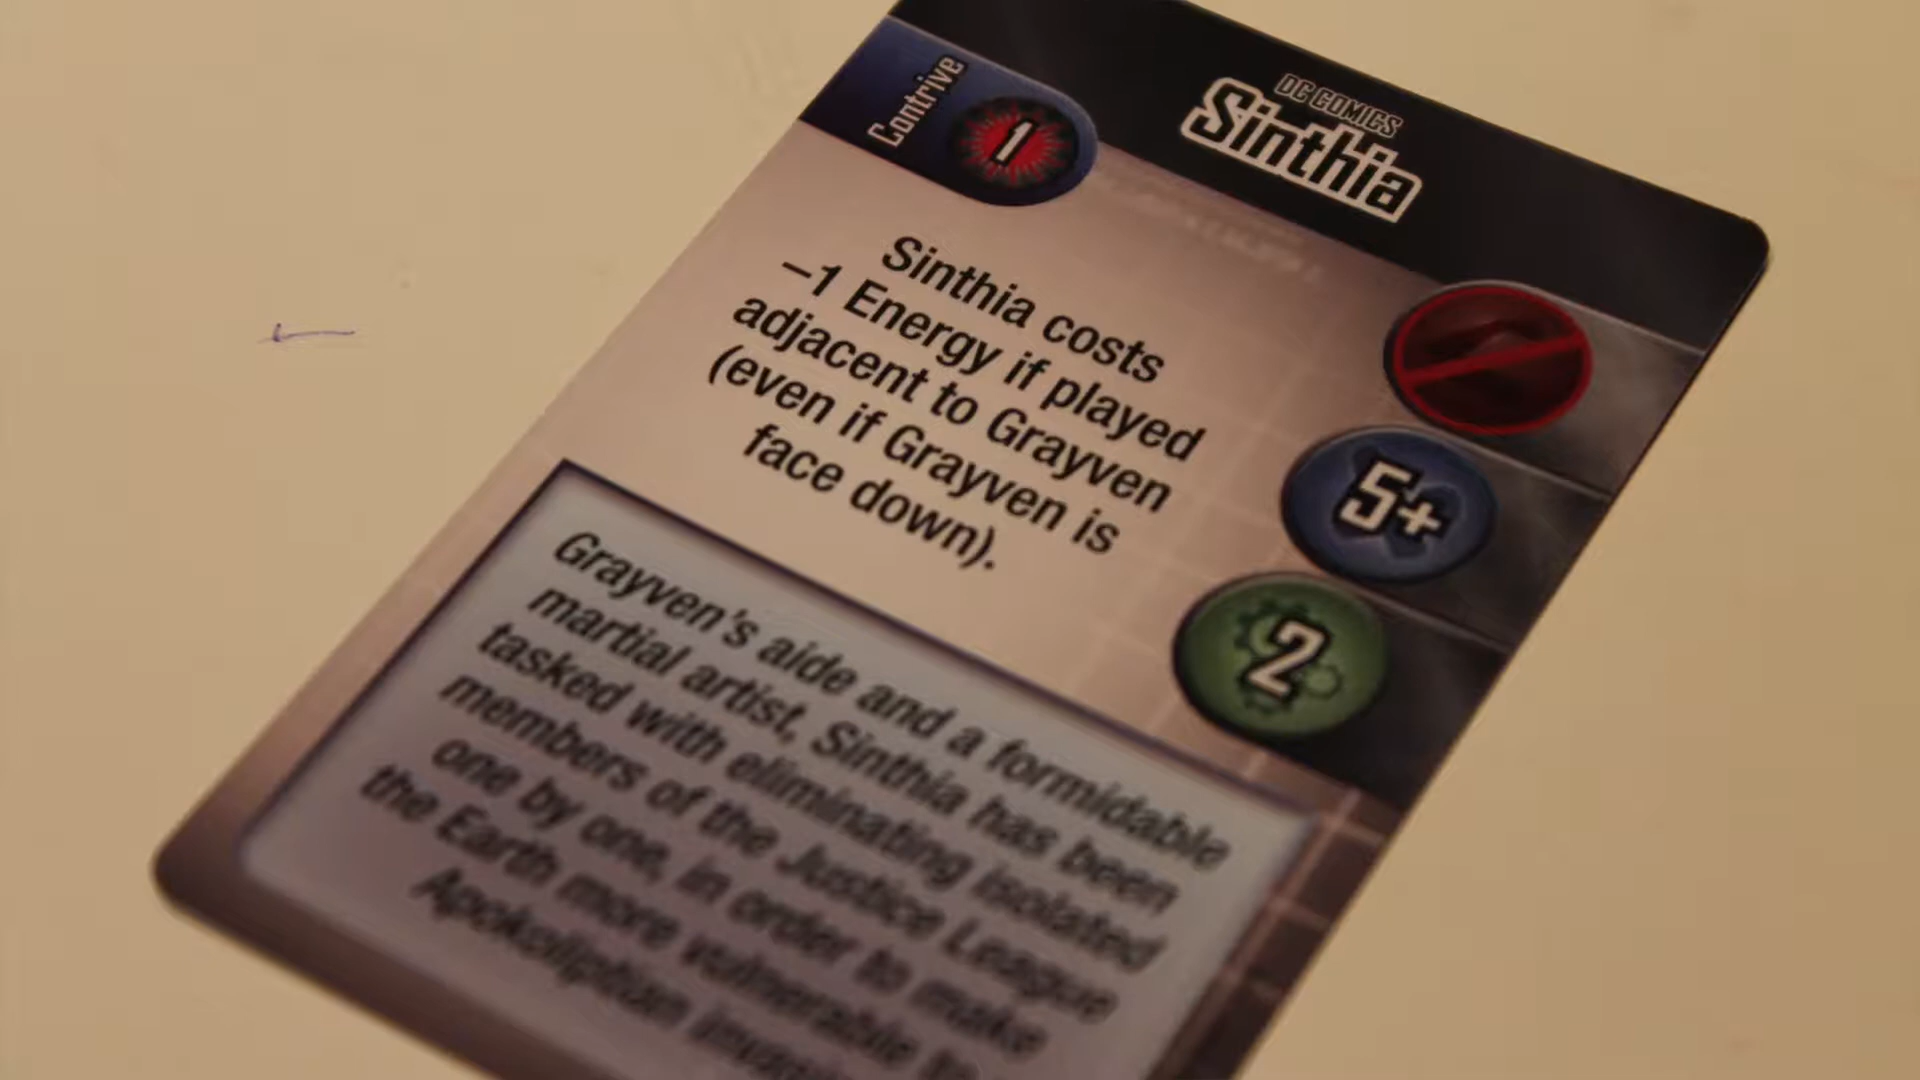 Contrive
1
DC COMICS
Sinthia
Sinthia costs
–1 Energy if played
adjacent to Grayven
(even if Grayven is
face down).
5+
2
Grayven's aide and a formidable
martial artist, Sinthia has been
tasked with eliminating isolated
members of the Justice League
one by one, in order to make
the Earth more vulnerable to
Apokoliptian